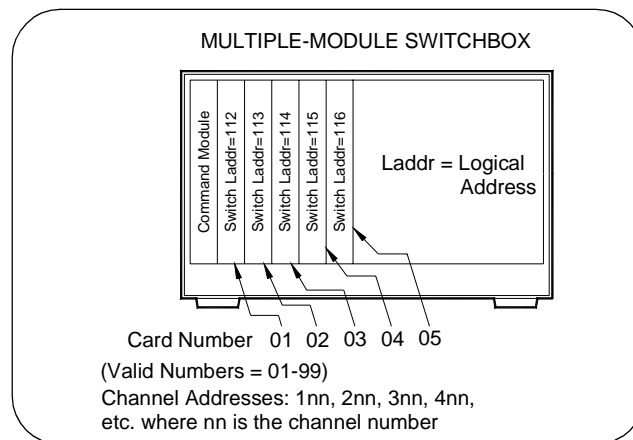 MULTIPLE-MODULE SWITCHBOX
Command Module
Switch Laddr=112
Switch Laddr=113
Switch Laddr=114
Switch Laddr=115
Switch Laddr=116
Laddr = Logical
Address
Card Number 01 02 03 04 05
(Valid Numbers = 01-99)
Channel Addresses: 1nn, 2nn, 3nn, 4nn,
etc. where nn is the channel number